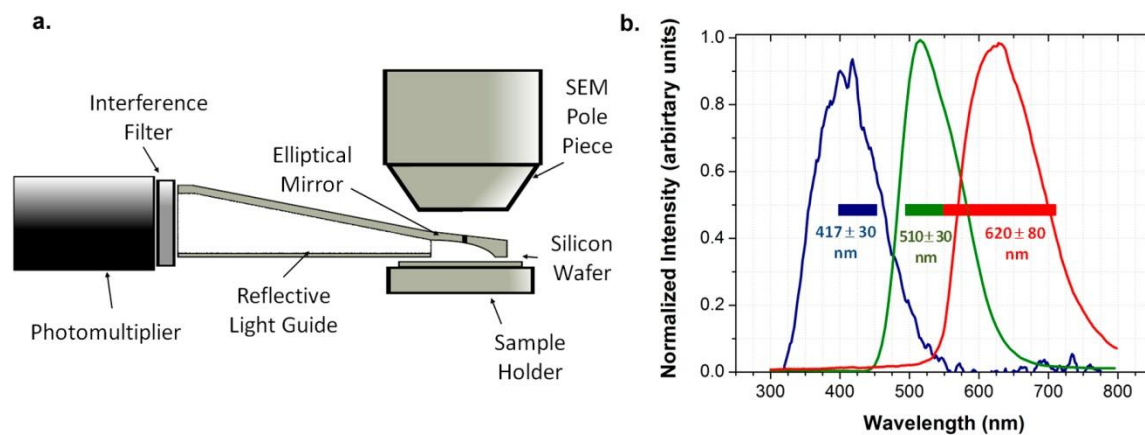 a.
Interference
Filter
Elliptical
Mirror
SEM
Pole
Piece
Silicon
Wafer
Reflective
Light Guide
Photomultiplier
Sample
Holder
b.
Normalized Intensity (arbirtary units)
1.0
0.8
0.6
0.4
0.2
0.0
417 ± 30
nm
510±30
nm
620 ± 80
nm
300 400 500 600 700 800
Wavelength (nm)